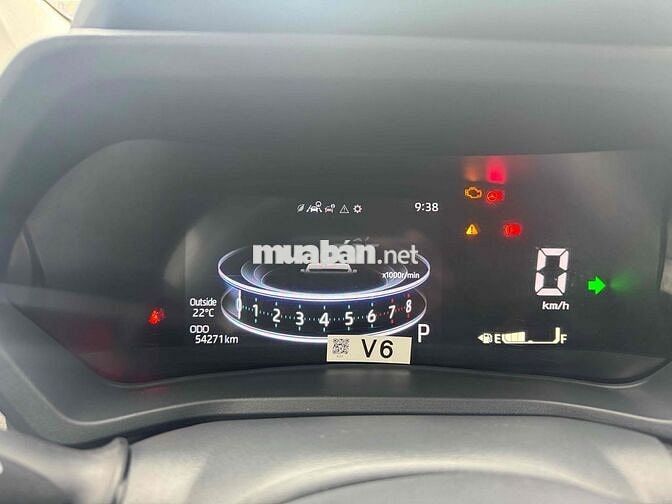 9:38
muabán.net
x1000r/min
0 1 2 3 4 5 6 7 8
Outside
22°C
ODO
54271km
P
V6
0
km/h
E F